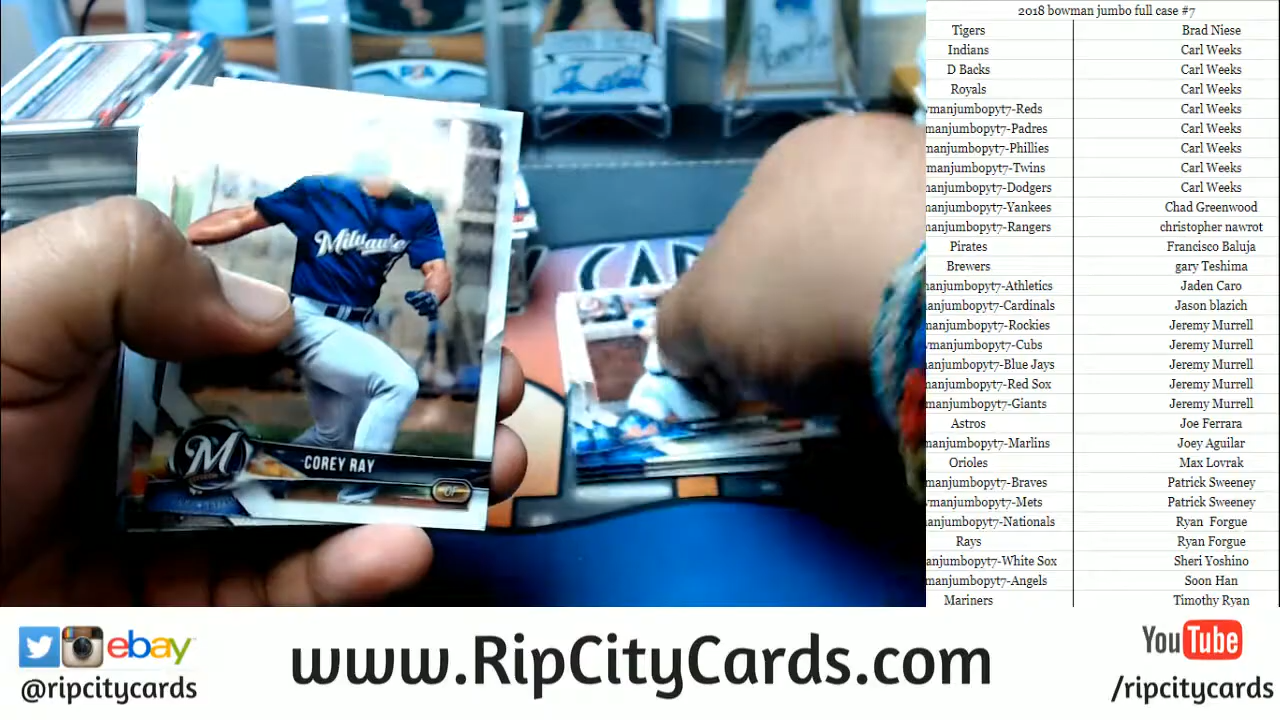 2018 bowman jumbo full case #7
Tigers Brad Niese
Indians Carl Weeks
D Backs Carl Weeks
Royals Carl Weeks
wmanjumbopyt7-Reds Carl Weeks
manjumbopyt7-Padres Carl Weeks
manjumbopyt7-Phillies Carl Weeks
manjumbopyt7-Twins Carl Weeks
manjumbopyt7-Dodgers Carl Weeks
manjumbopyt7-Yankees Chad Greenwood
manjumbopyt7-Rangers christopher nawrot
Pirates Francisco Baluja
Brewers gary Teshima
manjumbopyt7-Athletics Jaden Caro
manjumbopyt7-Cardinals Jason blazich
manjumbopyt7-Rockies Jeremy Murrell
wmanjumbopyt7-Cubs Jeremy Murrell
manjumbopyt7-Blue Jays Jeremy Murrell
manjumbopyt7-Red Sox Jeremy Murrell
manjumbopyt7-Giants Jeremy Murrell
Astros Joe Ferrara
manjumbopyt7-Marlins Joey Aguilar
Orioles Max Lovrak
manjumbopyt7-Braves Patrick Sweeney
wmanjumbopyt7-Mets Patrick Sweeney
anjumbopyt7-Nationals Ryan Forgue
Rays Ryan Forgue
manjumbopyt7-White Sox Sheri Yoshino
manjumbopyt7-Angels Soon Han
Mariners Timothy Ryan
Milwaukee
M
COREY RAY
OF
CAR
ebay
@ripcitycards
www.RipCityCards.com
YouTube
/ripcitycards